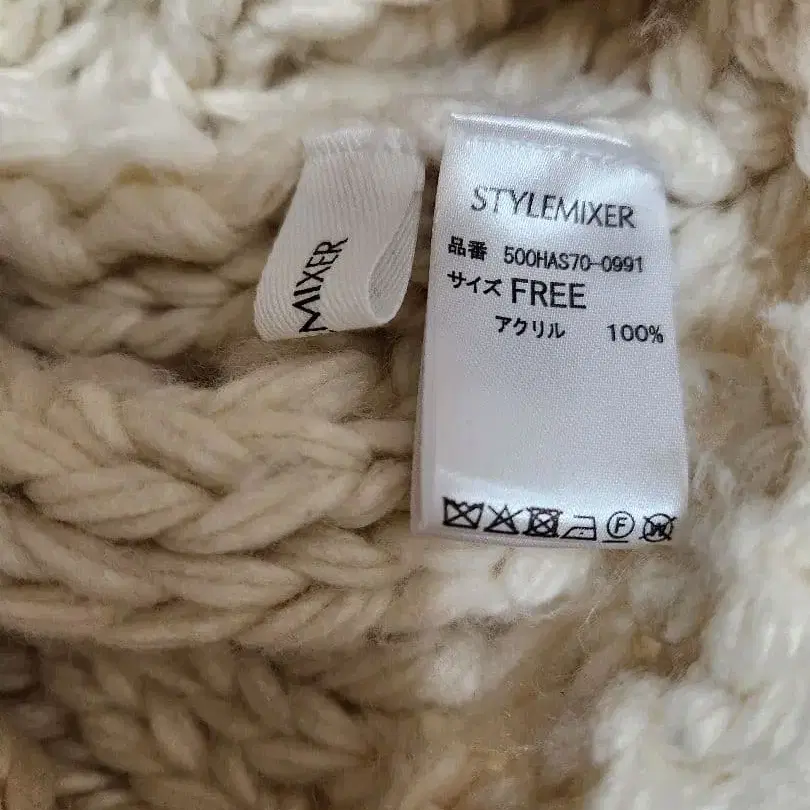 MIXER
STYLEMIXER
品番 500HAS70-0991
サイズ FREE
アクリル 100%
F
W